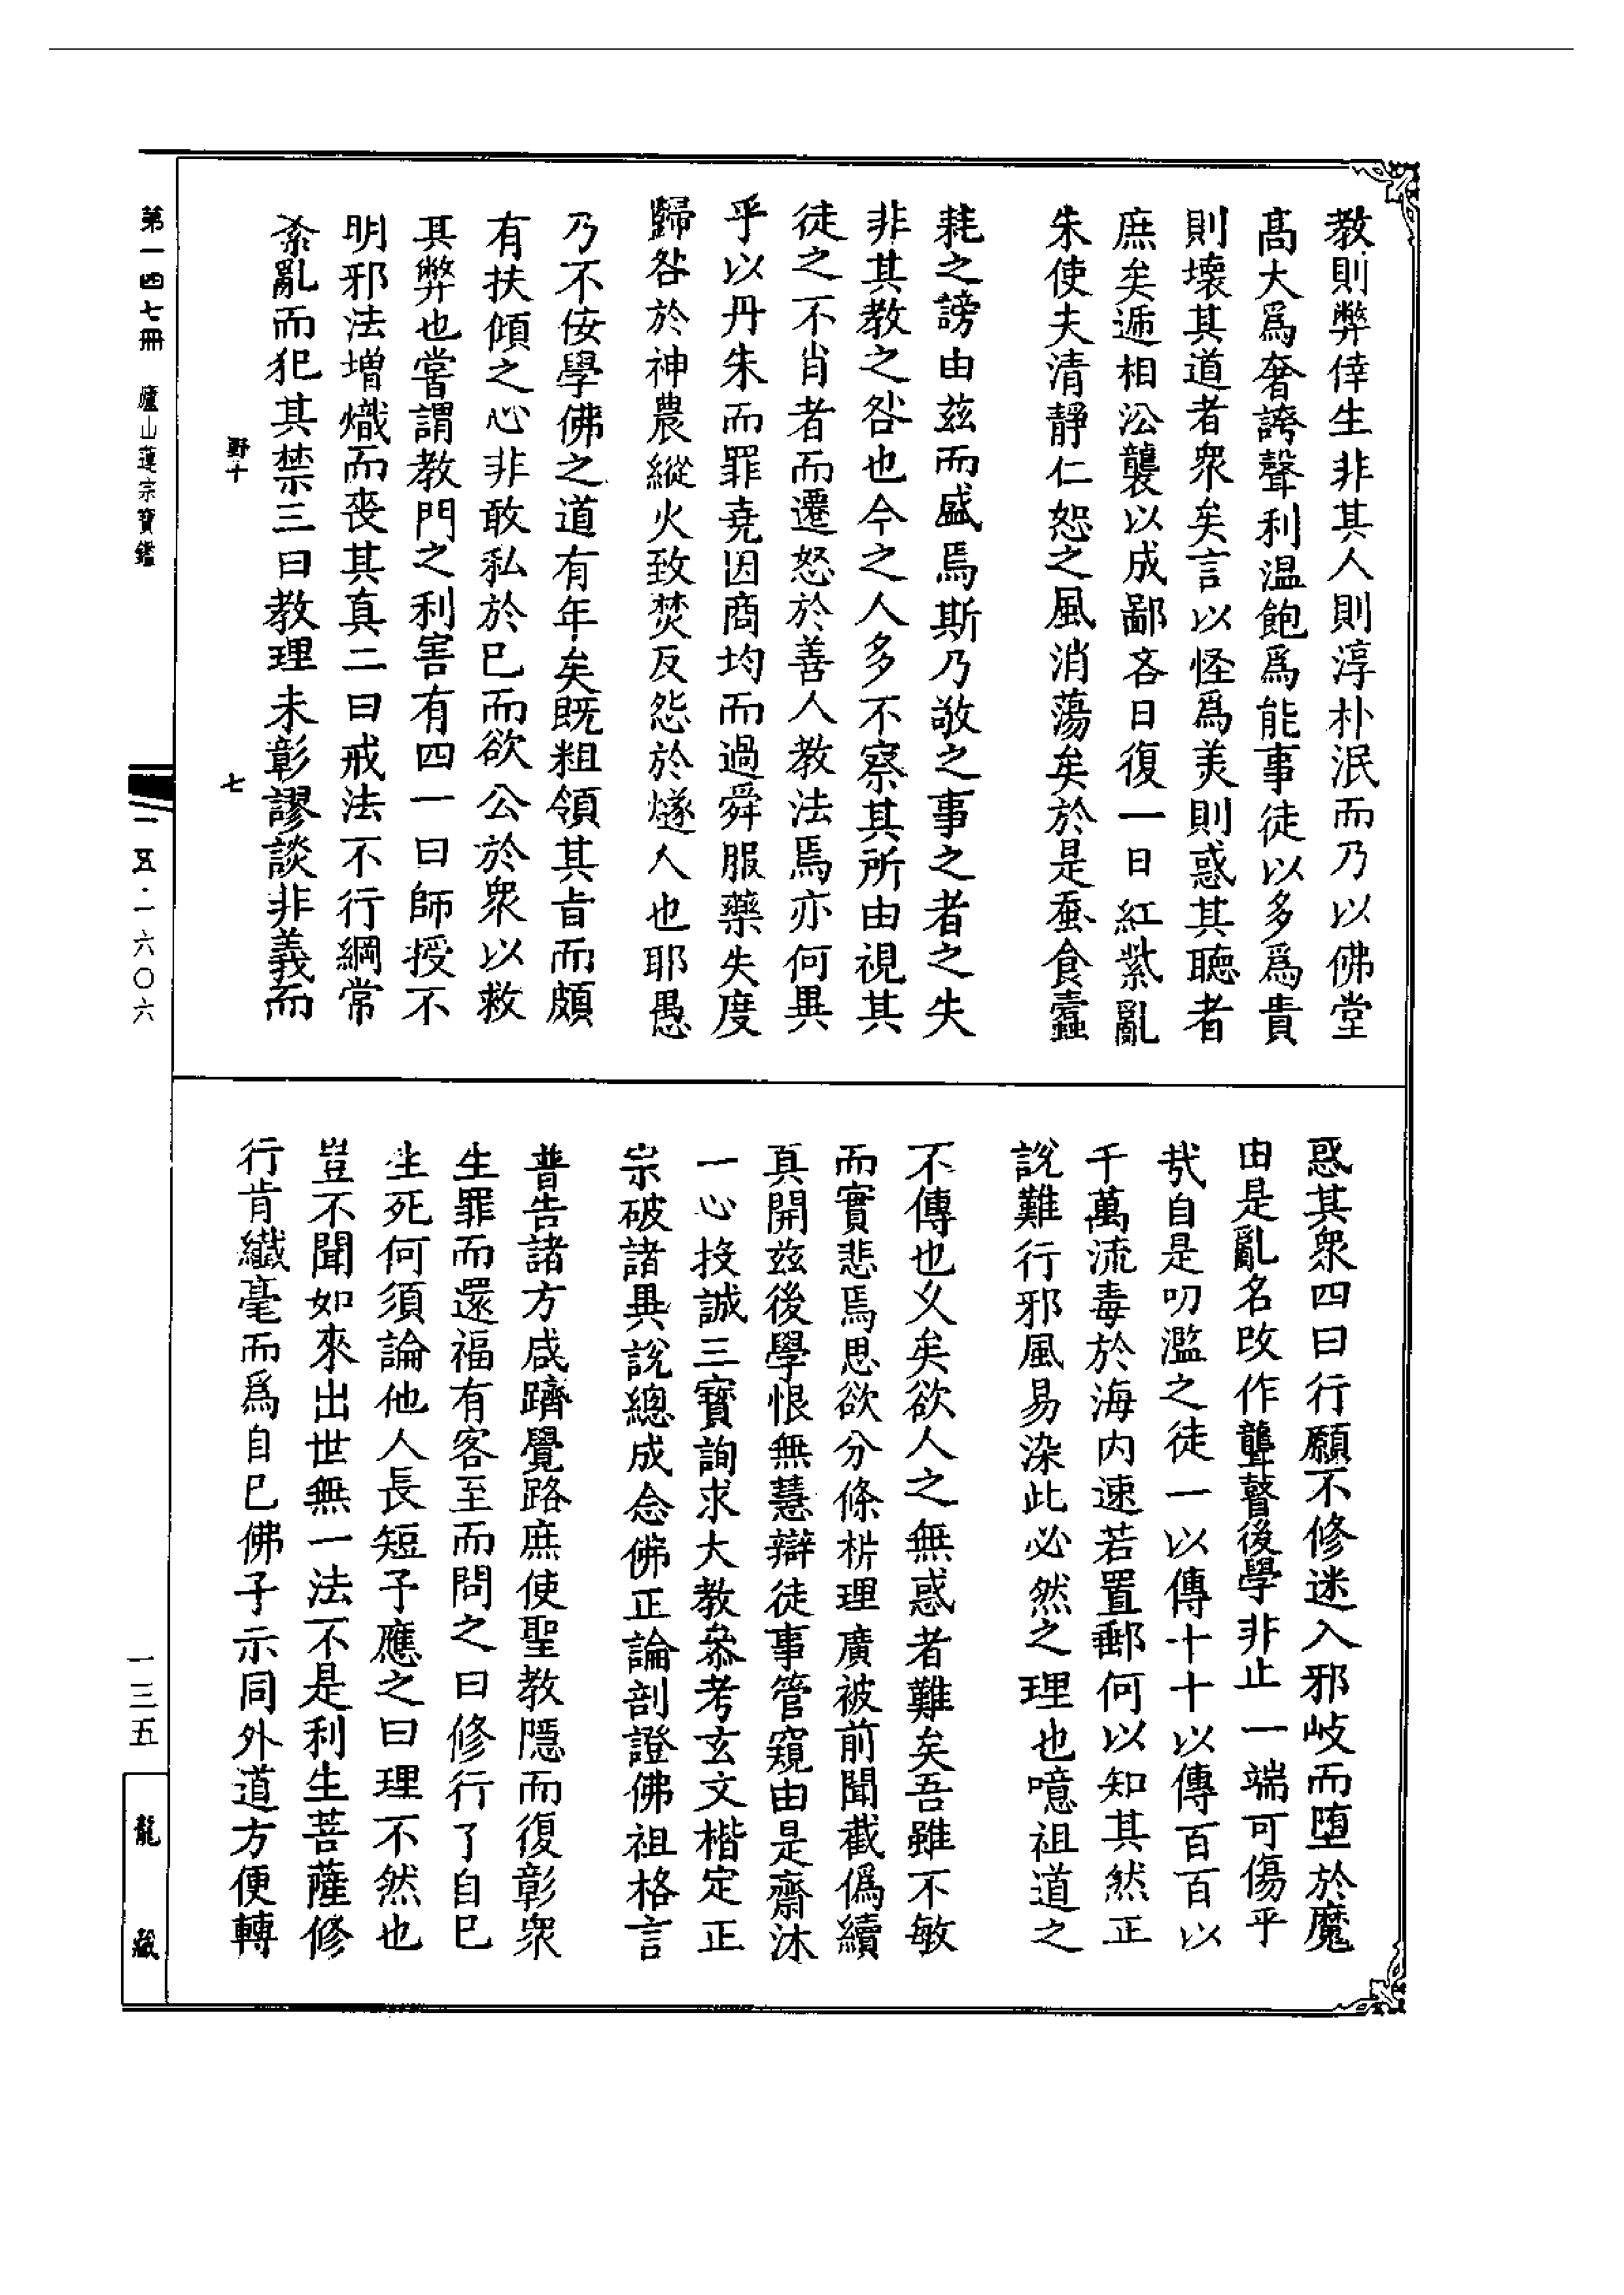 教則弊倖生非其人則淳朴泯而乃以佛堂
高大爲奢誇聲利温飽爲能事徒以多爲貴
則壞其道者衆矣言以怪爲美則惑其聴者
庶矣遞相㳂襲以成鄙吝日復一日紅紫亂
朱使夫清靜仁恕之風消蕩矣於是蚕食蠧
耗之謗由兹而盛焉斯乃敬之事之者之失
非其教之咎也今之人多不察其所由視其
徒之不肖者而遷怒於善人教法焉亦何異
乎以丹朱而罪堯因商均而過舜服藥失度
歸咎於神農縱火致焚反怨於燧人也耶愚
乃不佞學佛之道有年矣既粗領其旨而頗
有扶傾之心非敢私於已而欲公於衆以救
其弊也嘗謂教門之利害有四一曰師授不
明邪法增熾而丧其真二曰戒法不行綱常
紊亂而犯其禁三曰教理未彰謬談非義而
惑其衆四曰行願不修迷入邪岐而墮於魔
由是亂名改作聾瞽後學非止一端可傷乎
哉自是叨濫之徒一以傳十十以傳百百以
千萬流毒於海内速若置郵何以知其然正
說難行邪風易染此必然之理也噫祖道之
不傳也乆矣欲人之無惑者難矣吾雖不敏
而實悲焉思欲分條析理廣被前聞截僞續
真開兹後學恨無慧辯徒事管窺由是齋沐
一心投誠三寶詢求大教叅考玄文楷定正
宗破諸異說總成念佛正論剖證佛祖格言
普告諸方咸躋覺路庶使聖教隱而復彰衆
生罪而還福有客至而問之曰修行了自巳
生死何須論他人長短予應之曰理不然也
豈不聞如來出世無一法不是利生菩薩修
行肯纎毫而爲自巳佛子示同外道方便轉
野十
七
第一四七冊
廬山蓮宗寶鑑
一五·一六〇六
一三五
龍藏